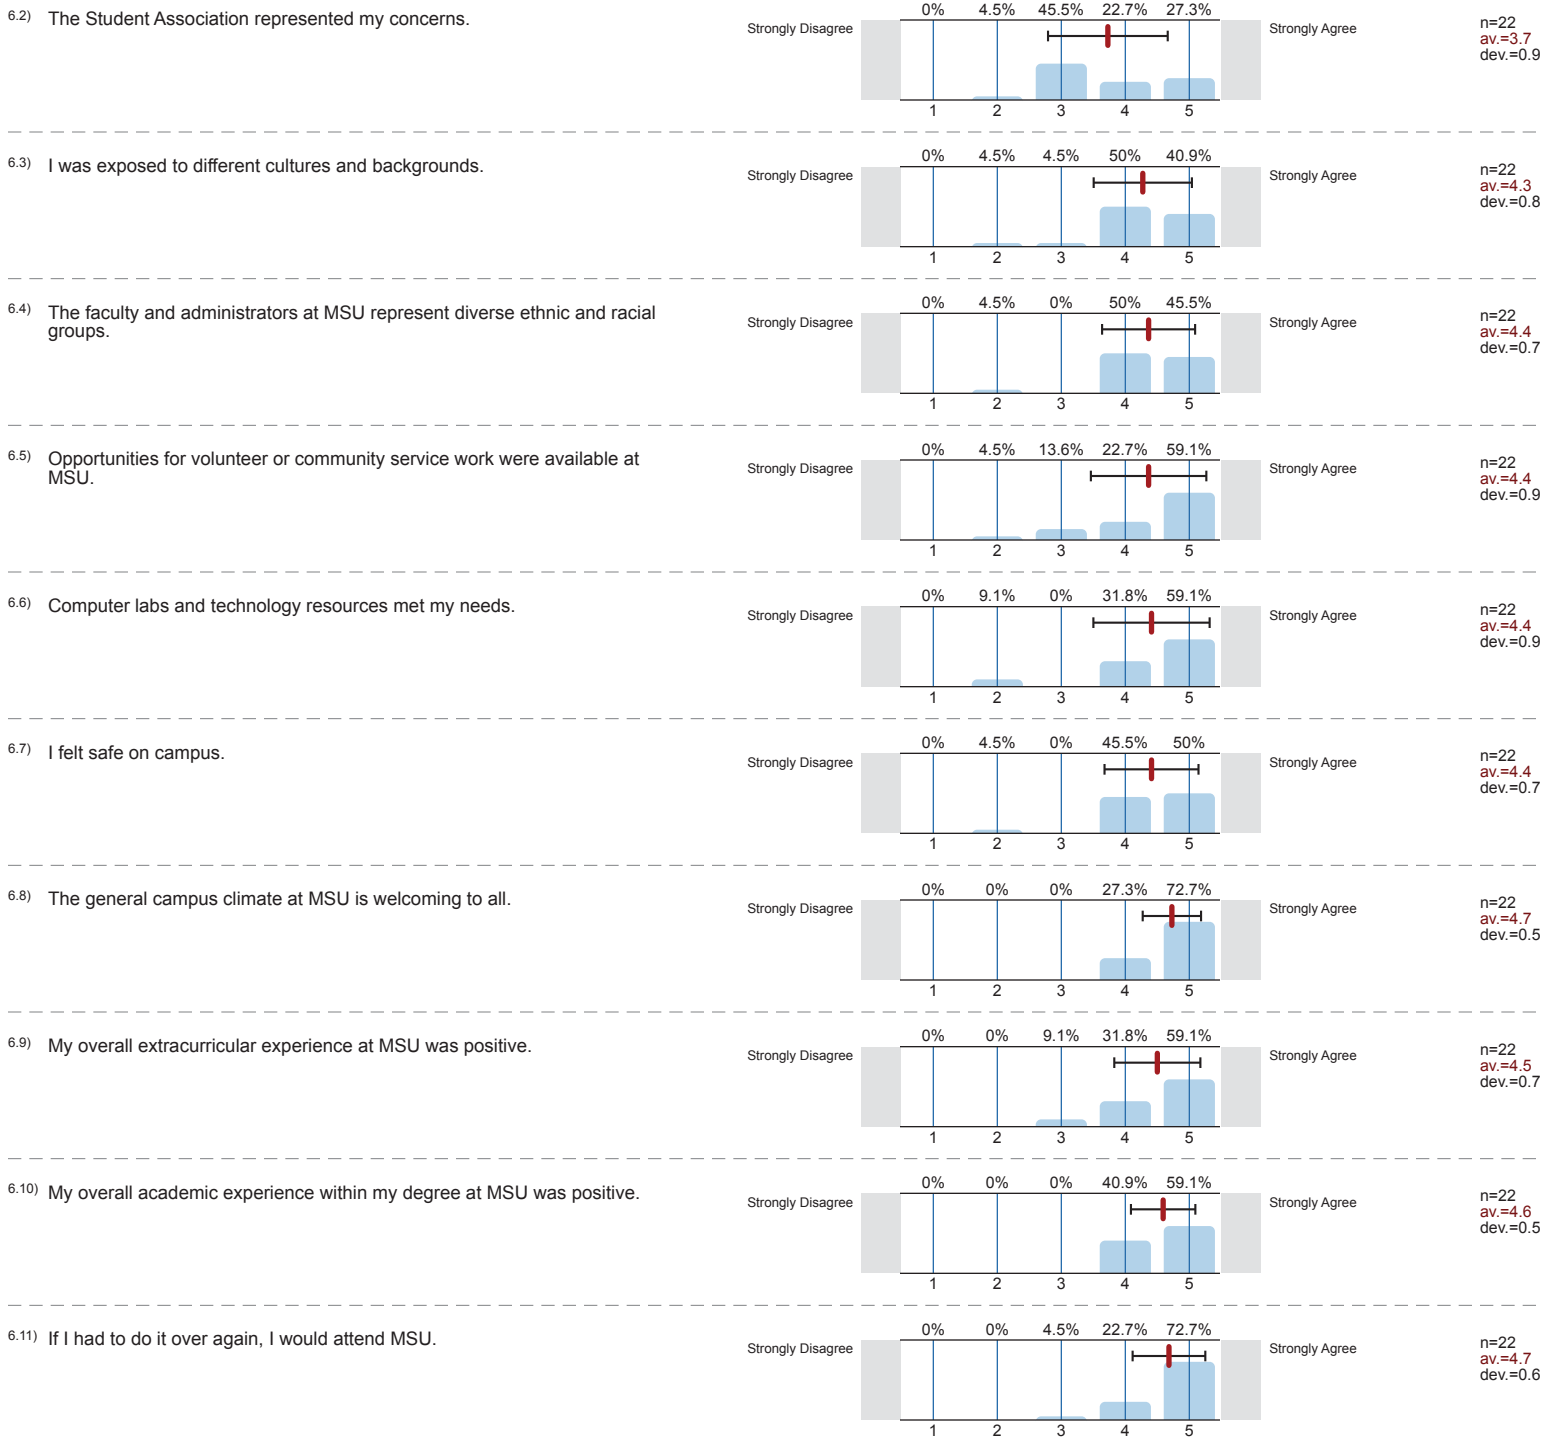 6.2) The Student Association represented my concerns.
0% 4.5% 45.5% 22.7% 27.3%
Strongly Disagree
Strongly Agree
n=22
av.=3.7
dev.=0.9
1 2 3 4 5
6.3) I was exposed to different cultures and backgrounds.
0% 4.5% 4.5% 50% 40.9%
Strongly Disagree
Strongly Agree
n=22
av.=4.3
dev.=0.8
1 2 3 4 5
6.4) The faculty and administrators at MSU represent diverse ethnic and racial
groups.
0% 4.5% 0% 50% 45.5%
Strongly Disagree
Strongly Agree
n=22
av.=4.4
dev.=0.7
1 2 3 4 5
6.5) Opportunities for volunteer or community service work were available at
MSU.
0% 4.5% 13.6% 22.7% 59.1%
Strongly Disagree
Strongly Agree
n=22
av.=4.4
dev.=0.9
1 2 3 4 5
6.6) Computer labs and technology resources met my needs.
0% 9.1% 0% 31.8% 59.1%
Strongly Disagree
Strongly Agree
n=22
av.=4.4
dev.=0.9
1 2 3 4 5
6.7) I felt safe on campus.
0% 4.5% 0% 45.5% 50%
Strongly Disagree
Strongly Agree
n=22
av.=4.4
dev.=0.7
1 2 3 4 5
6.8) The general campus climate at MSU is welcoming to all.
0% 0% 0% 27.3% 72.7%
Strongly Disagree
Strongly Agree
n=22
av.=4.7
dev.=0.5
1 2 3 4 5
6.9) My overall extracurricular experience at MSU was positive.
0% 0% 9.1% 31.8% 59.1%
Strongly Disagree
Strongly Agree
n=22
av.=4.5
dev.=0.7
1 2 3 4 5
6.10) My overall academic experience within my degree at MSU was positive.
0% 0% 0% 40.9% 59.1%
Strongly Disagree
Strongly Agree
n=22
av.=4.6
dev.=0.5
1 2 3 4 5
6.11) If I had to do it over again, I would attend MSU.
0% 0% 4.5% 22.7% 72.7%
Strongly Disagree
Strongly Agree
n=22
av.=4.7
dev.=0.6
1 2 3 4 5